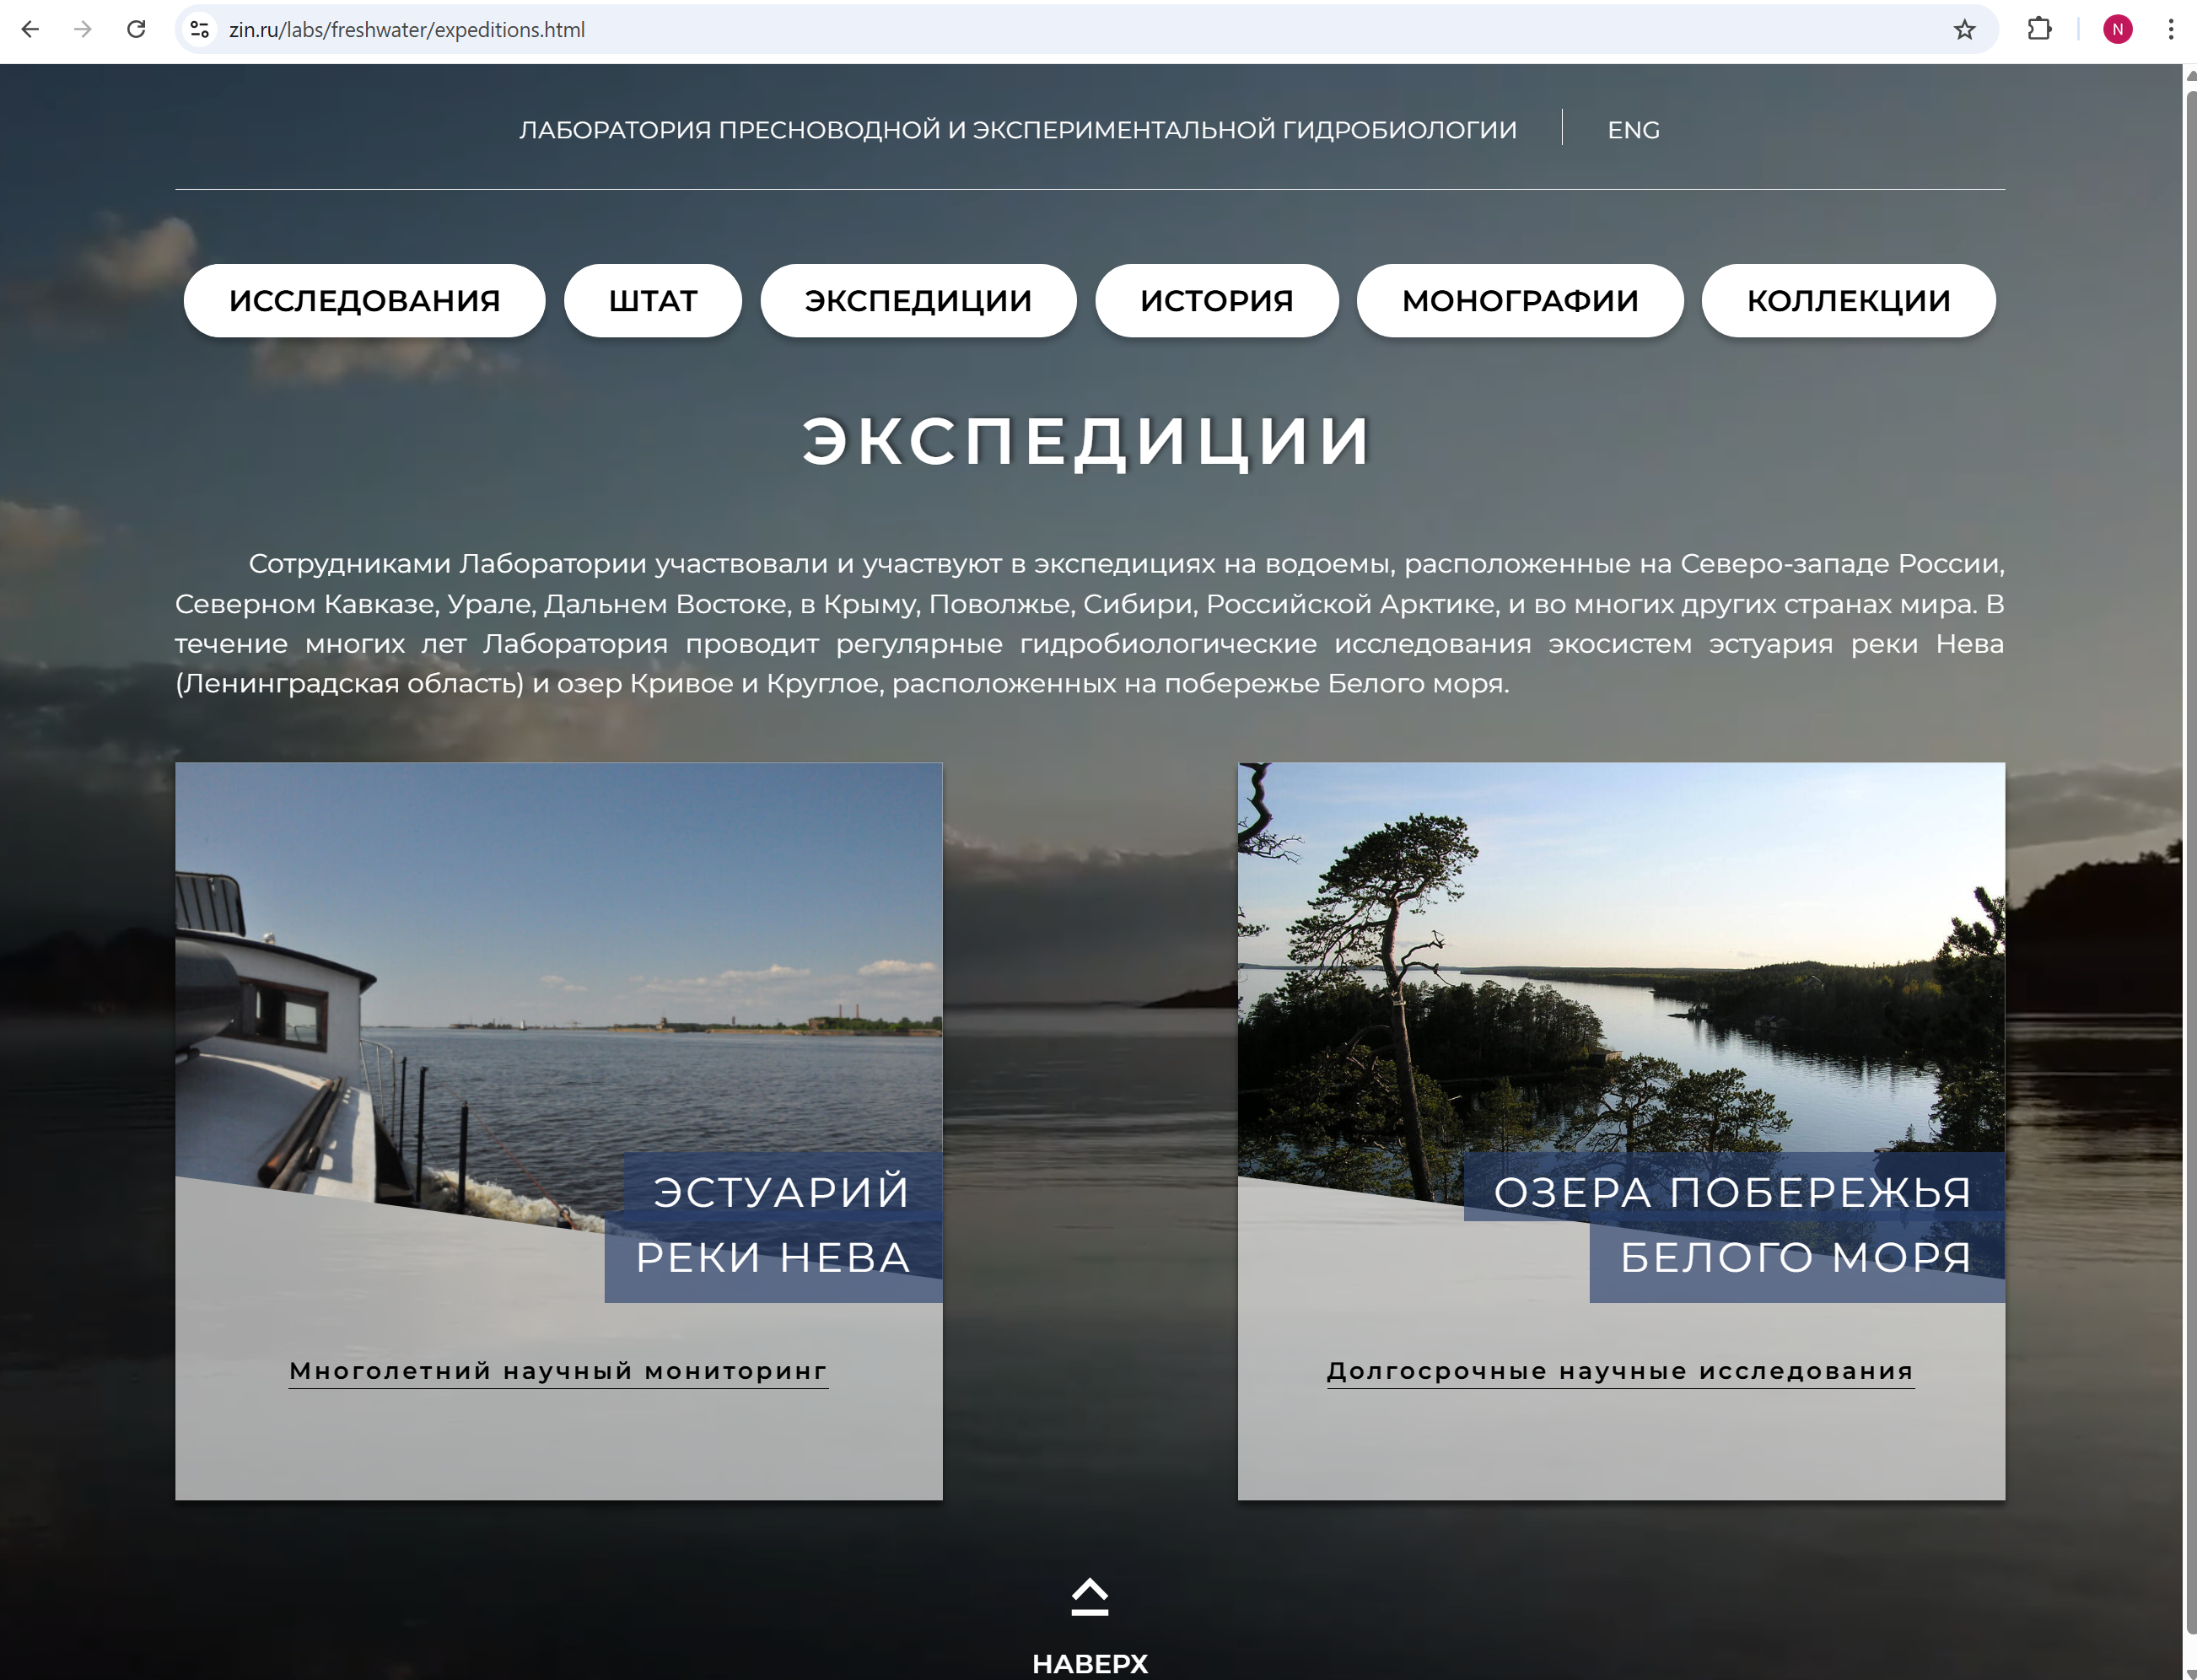 zin.ru/labs/freshwater/expeditions.html
N
ЛАБОРАТОРИЯ ПРЕСНОВОДНОЙ И ЭКСПЕРИМЕНТАЛЬНОЙ ГИДРОБИОЛОГИИ ENG
ИССЛЕДОВАНИЯ ШТАТ ЭКСПЕДИЦИИ ИСТОРИЯ МОНОГРАФИИ КОЛЛЕКЦИИ
ЭКСПЕДИЦИИ
Сотрудниками Лаборатории участвовали и участвуют в экспедициях на водоемы, расположенные на Северо-западе России,
Северном Кавказе, Урале, Дальнем Востоке, в Крыму, Поволжье, Сибири, Российской Арктике, и во многих других странах мира. В
течение многих лет Лаборатория проводит регулярные гидробиологические исследования экосистем эстуария реки Нева
(Ленинградская область) и озер Кривое и Круглое, расположенных на побережье Белого моря.
ЭСТУАРИЙ
РЕКИ НЕВА
Многолетний научный мониторинг
ОЗЕРА ПОБЕРЕЖЬЯ
БЕЛОГО МОРЯ
Долгосрочные научные исследования
НАВЕРХ